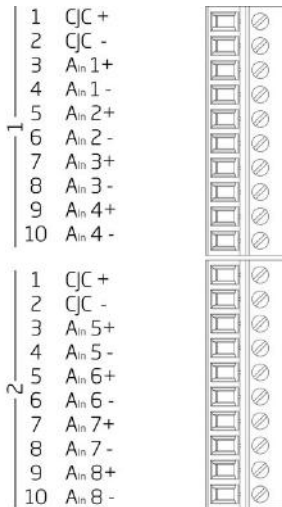 1 CJC +
2 CJC -
3 AIn 1+
4 AIn 1 -
5 AIn 2+
6 AIn 2 -
7 AIn 3+
8 AIn 3 -
9 AIn 4+
10 AIn 4 -
1
1 CJC +
2 CJC -
3 AIn 5+
4 AIn 5 -
5 AIn 6+
6 AIn 6 -
7 AIn 7+
8 AIn 7 -
9 AIn 8+
10 AIn 8 -
2